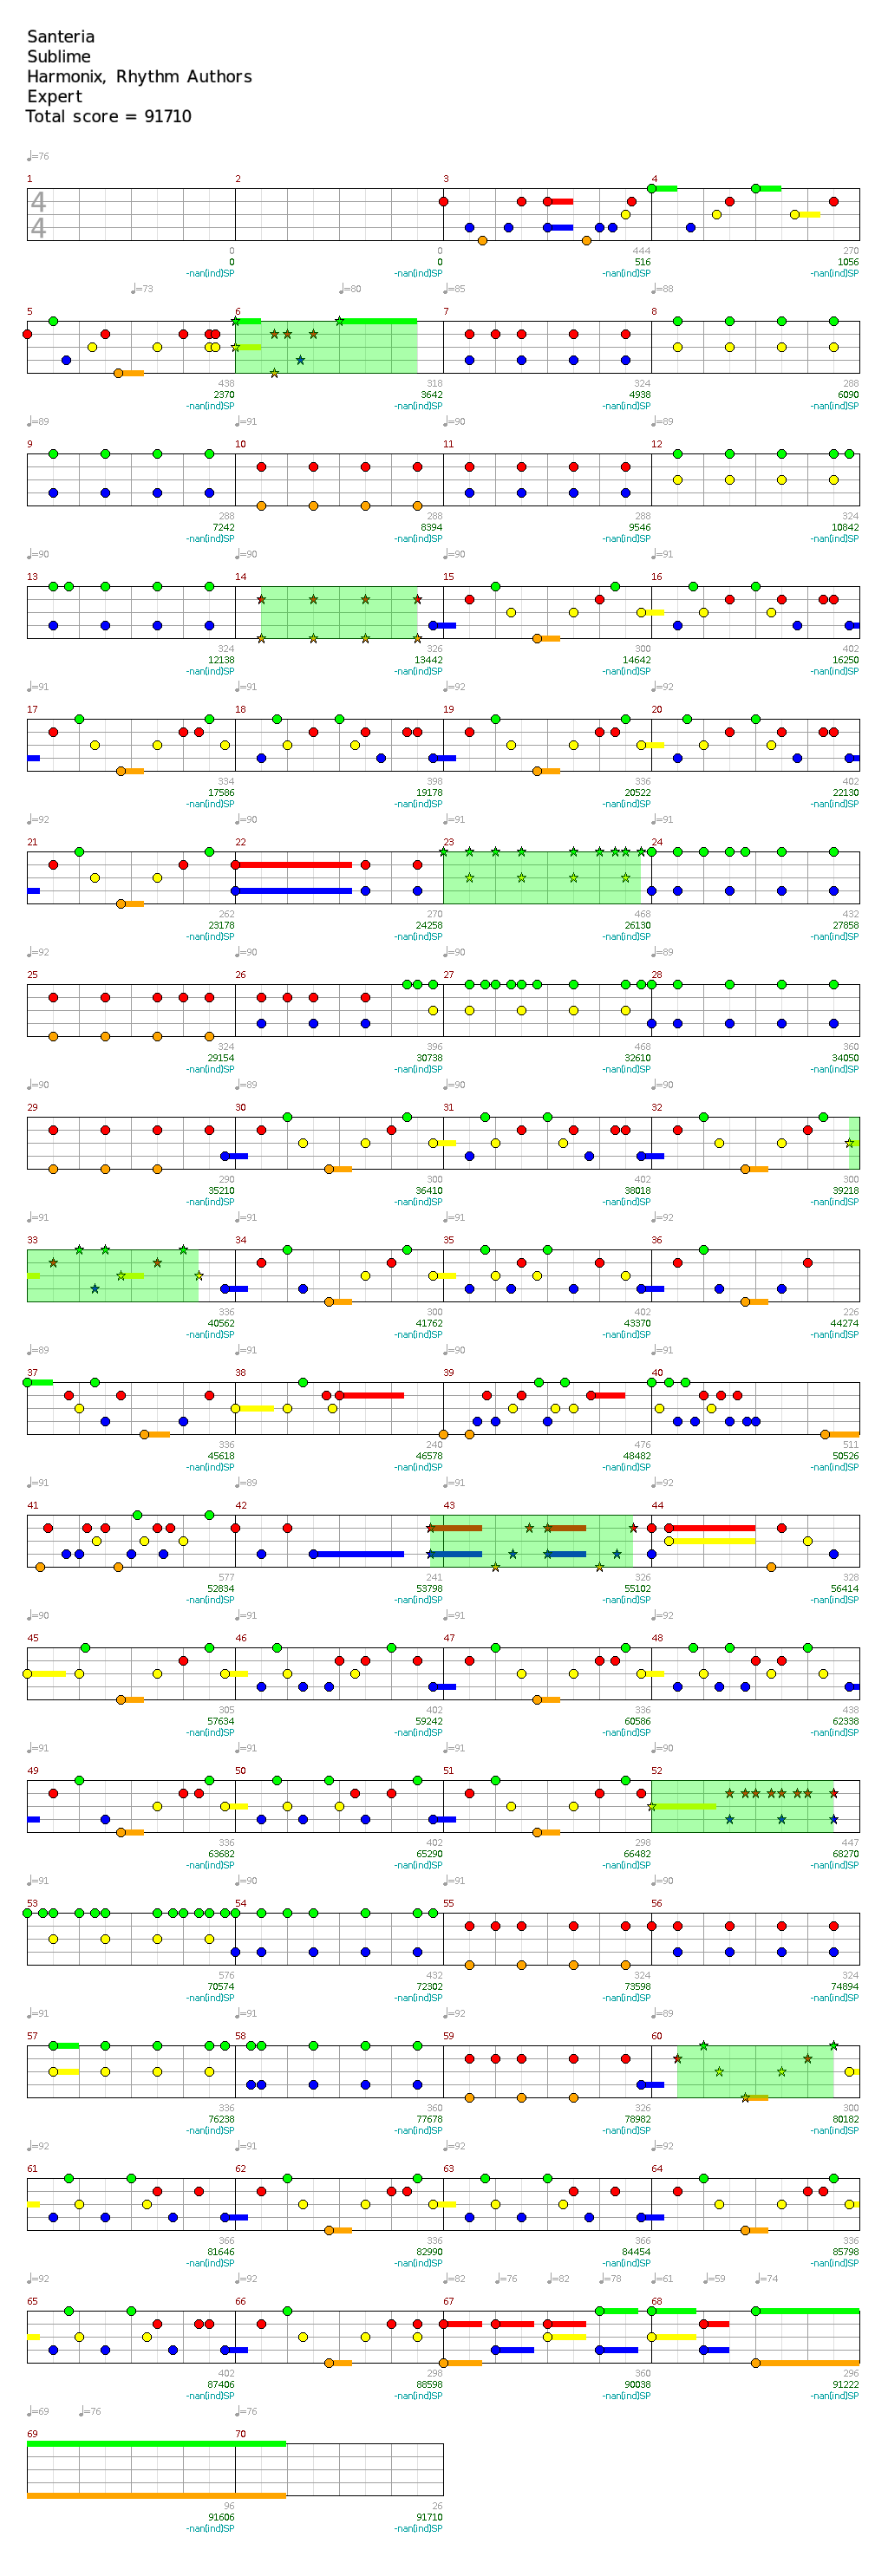 Santeria
Sublime
Harmonix, Rhythm Authors
Expert
Total score = 91710
♩=76
1 2 3 4
4
4
0 0 444 270
0 0 516 1056
-nan(ind)SP -nan(ind)SP -nan(ind)SP -nan(ind)SP
♩=73 ♩=80 ♩=85 ♩=88
5 6 7 8
438 318 324 288
2370 3642 4938 6090
-nan(ind)SP -nan(ind)SP -nan(ind)SP -nan(ind)SP
♩=89 ♩=91 ♩=90 ♩=89
9 10 11 12
288 288 288 324
7242 8394 9546 10842
-nan(ind)SP -nan(ind)SP -nan(ind)SP -nan(ind)SP
♩=90 ♩=90 ♩=90 ♩=91
13 14 15 16
324 326 300 402
12138 13442 14642 16250
-nan(ind)SP -nan(ind)SP -nan(ind)SP -nan(ind)SP
♩=91 ♩=91 ♩=92 ♩=92
17 18 19 20
334 398 336 402
17586 19178 20522 22130
-nan(ind)SP -nan(ind)SP -nan(ind)SP -nan(ind)SP
♩=92 ♩=90 ♩=91 ♩=91
21 22 23 24
262 270 468 432
23178 24258 26130 27858
-nan(ind)SP -nan(ind)SP -nan(ind)SP -nan(ind)SP
♩=92 ♩=90 ♩=90 ♩=89
25 26 27 28
324 396 468 360
29154 30738 32610 34050
-nan(ind)SP -nan(ind)SP -nan(ind)SP -nan(ind)SP
♩=90 ♩=89 ♩=90 ♩=90
29 30 31 32
290 300 402 300
35210 36410 38018 39218
-nan(ind)SP -nan(ind)SP -nan(ind)SP -nan(ind)SP
♩=91 ♩=91 ♩=91 ♩=92
33 34 35 36
336 300 402 226
40562 41762 43370 44274
-nan(ind)SP -nan(ind)SP -nan(ind)SP -nan(ind)SP
♩=89 ♩=91 ♩=90 ♩=91
37 38 39 40
336 240 476 511
45618 46578 48482 50526
-nan(ind)SP -nan(ind)SP -nan(ind)SP -nan(ind)SP
♩=91 ♩=89 ♩=91 ♩=92
41 42 43 44
577 241 326 328
52834 53798 55102 56414
-nan(ind)SP -nan(ind)SP -nan(ind)SP -nan(ind)SP
♩=90 ♩=91 ♩=91 ♩=92
45 46 47 48
305 402 336 438
57634 59242 60586 62338
-nan(ind)SP -nan(ind)SP -nan(ind)SP -nan(ind)SP
♩=91 ♩=91 ♩=91 ♩=90
49 50 51 52
336 402 298 447
63682 65290 66482 68270
-nan(ind)SP -nan(ind)SP -nan(ind)SP -nan(ind)SP
♩=91 ♩=90 ♩=91 ♩=90
53 54 55 56
576 432 324 324
70574 72302 73598 74894
-nan(ind)SP -nan(ind)SP -nan(ind)SP -nan(ind)SP
♩=91 ♩=91 ♩=92 ♩=89
57 58 59 60
336 360 326 300
76238 77678 78982 80182
-nan(ind)SP -nan(ind)SP -nan(ind)SP -nan(ind)SP
♩=92 ♩=91 ♩=92 ♩=92
61 62 63 64
366 336 366 336
81646 82990 84454 85798
-nan(ind)SP -nan(ind)SP -nan(ind)SP -nan(ind)SP
♩=92 ♩=92 ♩=82 ♩=76 ♩=82 ♩=78 ♩=61 ♩=59 ♩=74
65 66 67 68
402 298 360 296
87406 88598 90038 91222
-nan(ind)SP -nan(ind)SP -nan(ind)SP -nan(ind)SP
♩=69 ♩=76 ♩=76
69 70
96 26
91606 91710
-nan(ind)SP -nan(ind)SP